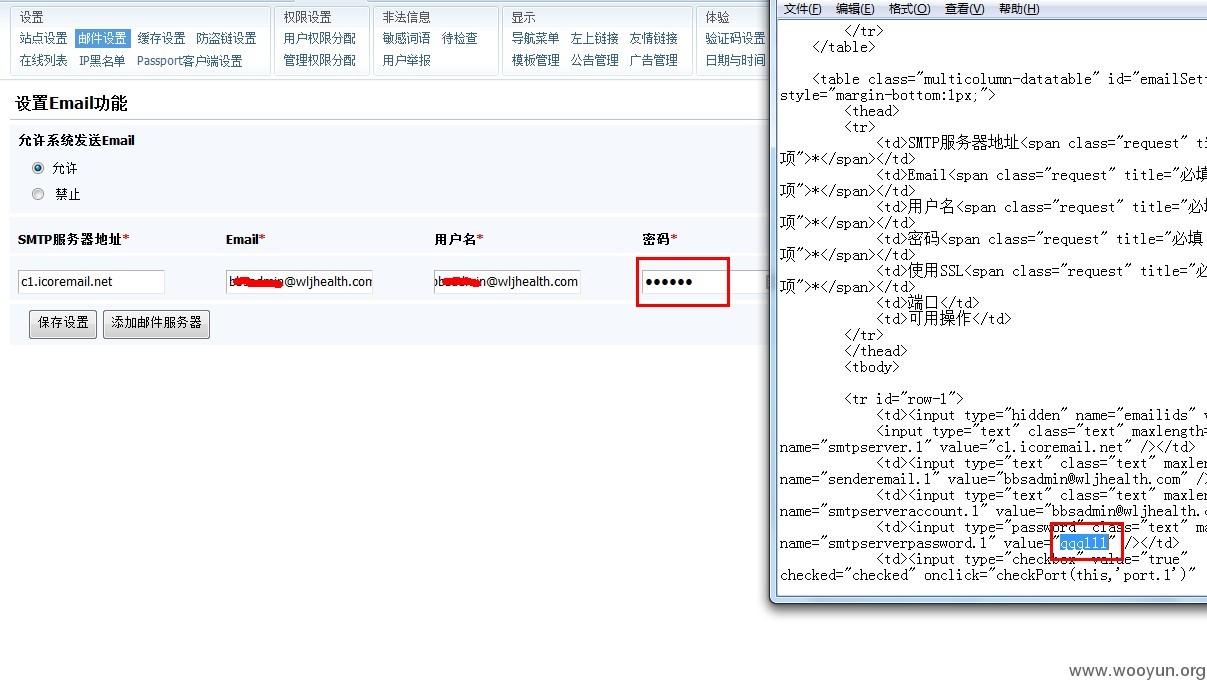 设置
站点设置 邮件设置 缓存设置 防盗链设置
在线列表 IP黑名单 Passport客户端设置
权限设置
用户权限分配
管理权限分配
非法信息
敏感词语 待检查
用户举报
显示
导航菜单 左上链接 友情链接
模板管理 公告管理 广告管理
体验
验证码设置
日期与时间
设置Email功能
允许系统发送Email
允许
禁止
SMTP服务器地址* Email* 用户名* 密码*
c1.icoremail.net @wljhealth.com @wljhealth.com ••••••
保存设置 添加邮件服务器
文件(F) 编辑(E) 格式(O) 查看(V) 帮助(H)
</tr>
</table>
<table class="multicolumn-datatable" id="emailSett
style="margin-bottom:1px;">
<thead>
<tr>
<td>SMTP服务器地址<span class="request" ti
项">*</span></td>
<td>Email<span class="request" title="必填
项">*</span></td>
<td>用户名<span class="request" title="必填
项">*</span></td>
<td>密码<span class="request" title="必填
项">*</span></td>
<td>使用SSL<span class="request" title="必
项">*</span></td>
<td>端口</td>
<td>可用操作</td>
</tr>
</thead>
<tbody>
<tr id="row-1">
<td><input type="hidden" name="emailids" v
<input type="text" class="text" maxlength=
name="smtpserver.1" value="c1.icoremail.net" /></td>
<td><input type="text" class="text" maxlen
name="senderemail.1" value="bbsadmin@wljhealth.com" />
<td><input type="text" class="text" maxlen
name="smtpserveraccount.1" value="bbsadmin@wljhealth.c
<td><input type="password" class="text" ma
name="smtpserverpassword.1" value="qqq111" /></td>
<td><input type="checkbox" value="true"
checked="checked" onclick="checkPort(this,'port.1')"
www.wooyun.org